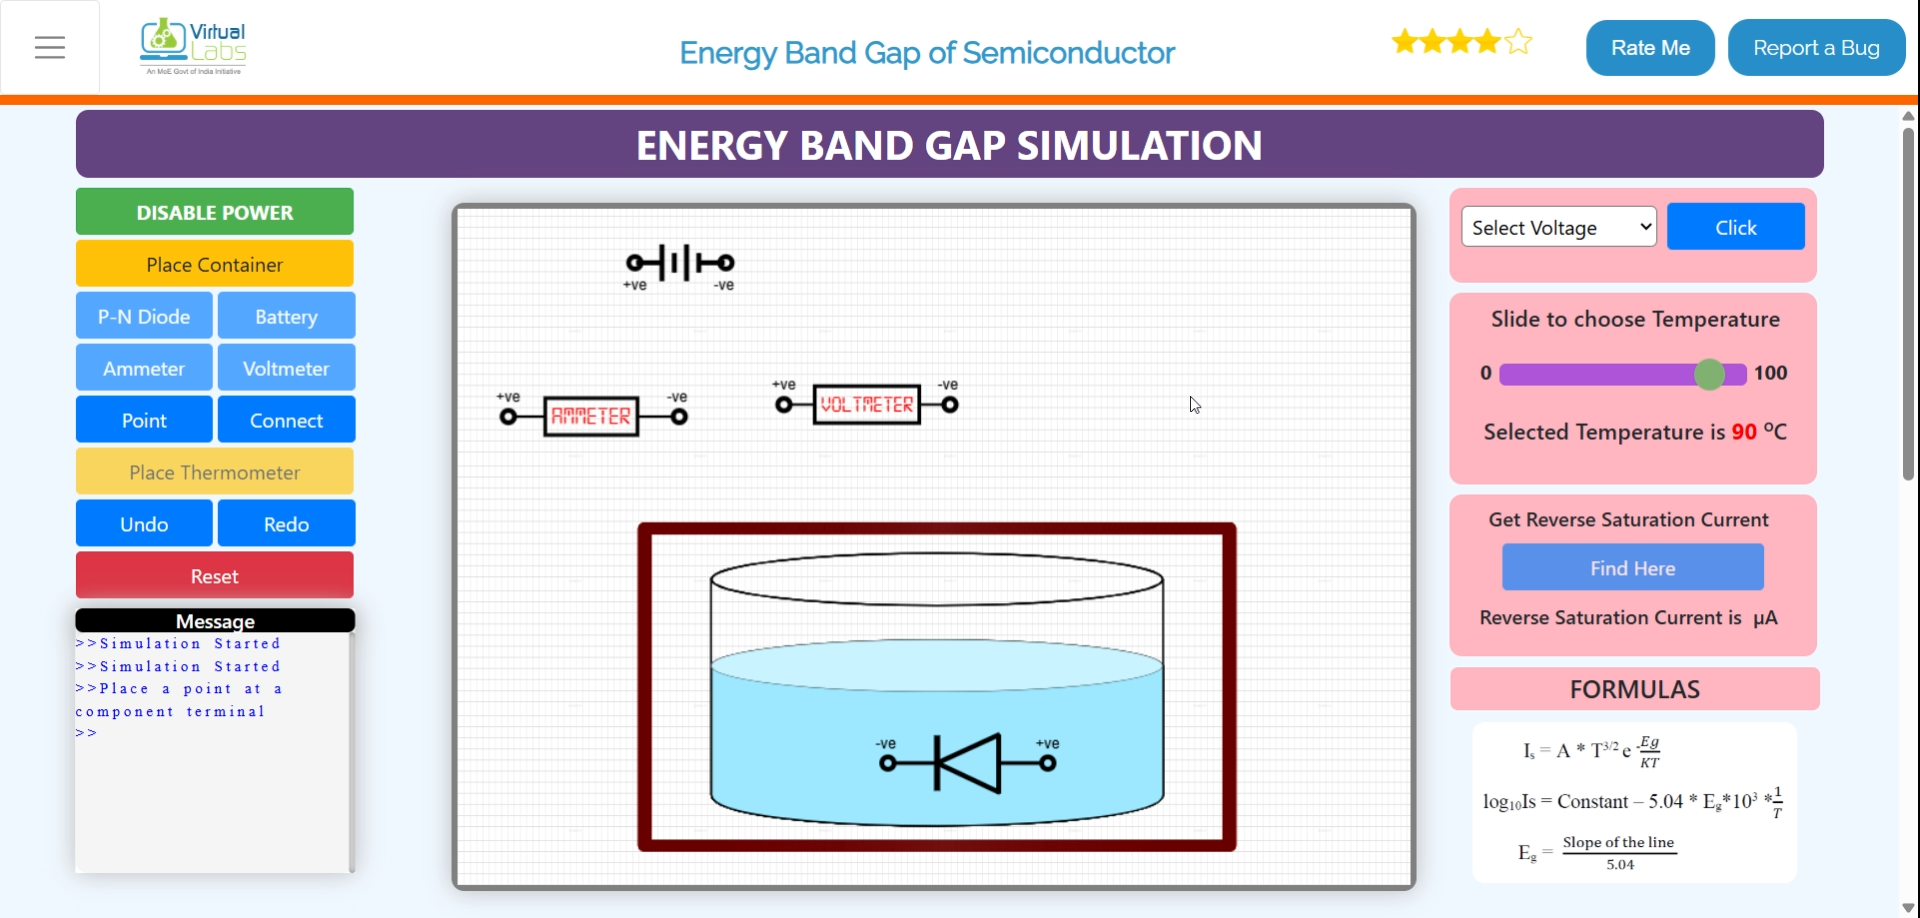 Virtual
Labs
An MoE Govt of India Initiative
Energy Band Gap of Semiconductor
Rate Me
Report a Bug
ENERGY BAND GAP SIMULATION
DISABLE POWER
Place Container
P-N Diode
Battery
Ammeter
Voltmeter
Point
Connect
Place Thermometer
Undo
Redo
Reset
Message
>>Simulation Started
>>Simulation Started
>>Place a point at a
component terminal
>>
+ve
-ve
+ve
-ve
AMMETER
+ve
-ve
VOLTMETER
-ve
+ve
Select Voltage
Click
Slide to choose Temperature
0
100
Selected Temperature is 90 °C
Get Reverse Saturation Current
Find Here
Reverse Saturation Current is µA
FORMULAS
Iₛ = A * T^3/2 e -Eg/KT
log₁₀Is = Constant – 5.04 * E_g*10³ *1/T
E_g = Slope of the line/5.04